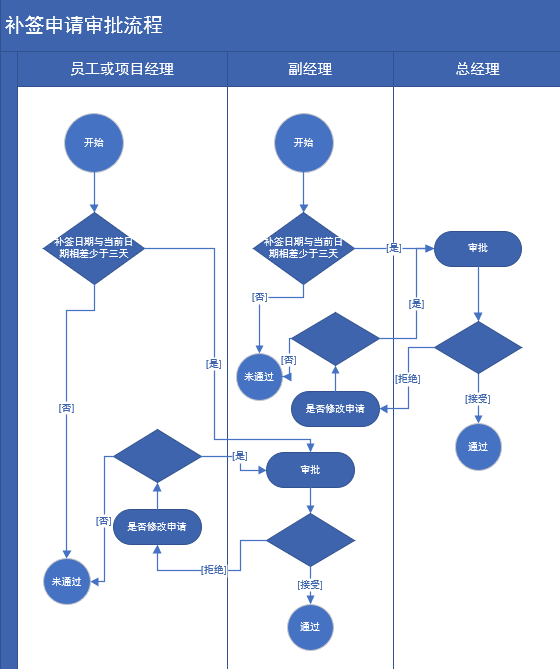 补签申请审批流程
员工或项目经理
副经理
总经理
开始
开始
补签日期与当前日
期相差少于三天
补签日期与当前日
期相差少于三天
[是]
审批
[否]
[是]
[否]
[是]
未通过
[拒绝]
[接受]
[否]
是否修改申请
通过
[是]
审批
[否]
是否修改申请
[拒绝]
未通过
[接受]
通过